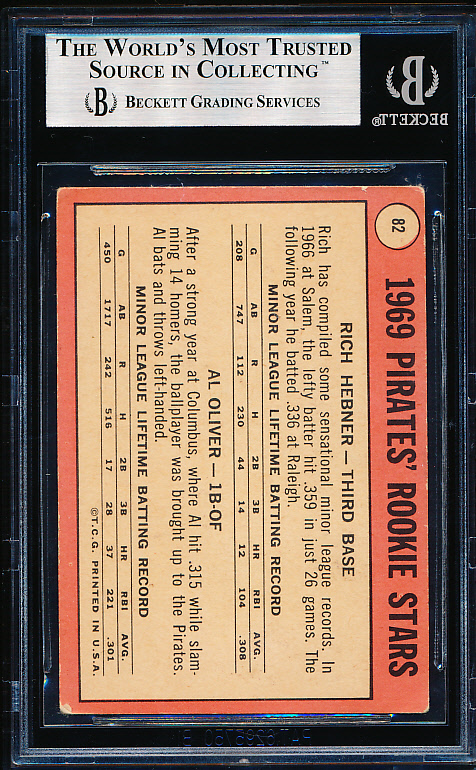 THE WORLD'S MOST TRUSTED
SOURCE IN COLLECTING™
B BECKETT GRADING SERVICES
B
BECKETT®
82
1969 PIRATES' ROOKIE STARS
RICH HEBNER — THIRD BASE
Rich has compiled some sensational minor league records. In
1966 at Salem, the lefty batter hit .359 in just 26 games. The
following year he batted .336 at Raleigh.
MINOR LEAGUE LIFETIME BATTING RECORD
G AB R H 2B 3B HR RBI AVG.
208 747 112 230 44 14 12 104 .308
AL OLIVER — 1B-OF
After a strong year at Columbus, where Al hit .315 while slam-
ming 14 homers, the ballplayer was brought up to the Pirates.
Al bats and throws left-handed.
MINOR LEAGUE LIFETIME BATTING RECORD
G AB R H 2B 3B HR RBI AVG.
450 1717 242 516 17 28 37 221 .301
©T.C.G. PRINTED IN U.S.A.